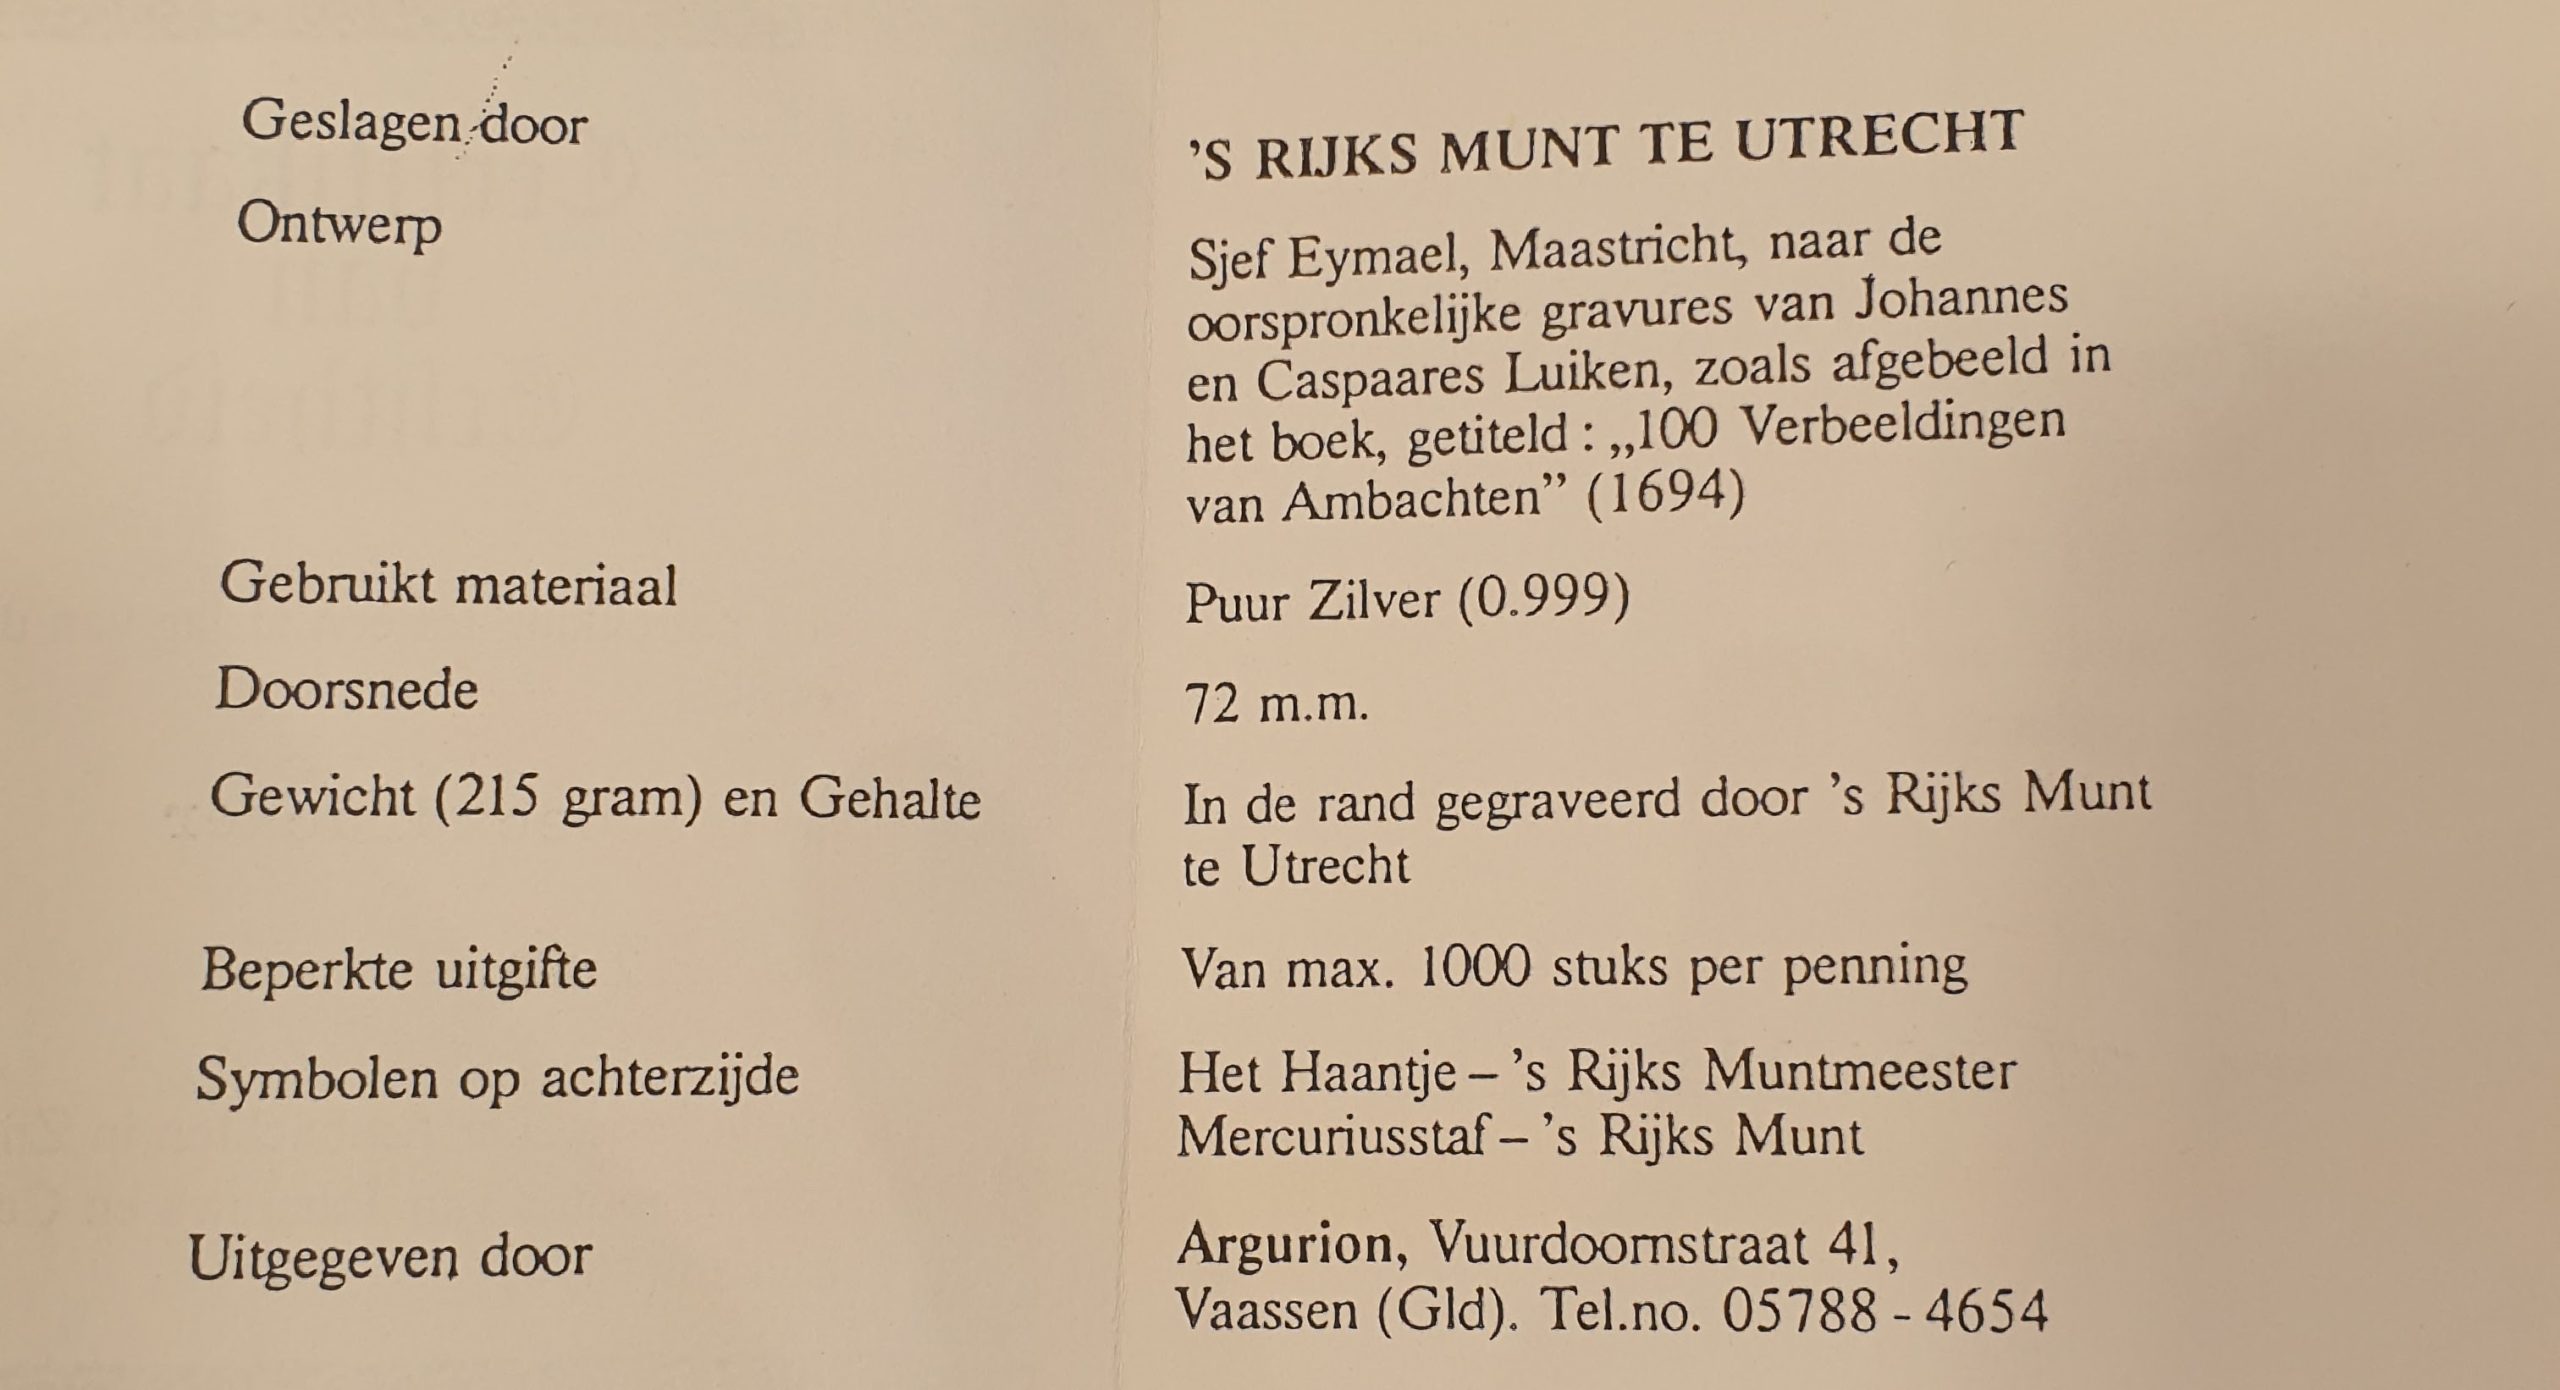 Geslagen door
'S RIJKS MUNT TE UTRECHT
Ontwerp
Sjef Eymael, Maastricht, naar de
oorspronkelijke gravures van Johannes
en Caspaares Luiken, zoals afgebeeld in
het boek, getiteld : „100 Verbeeldingen
van Ambachten” (1694)
Gebruikt materiaal
Puur Zilver (0.999)
Doorsnede
72 m.m.
Gewicht (215 gram) en Gehalte
In de rand gegraveerd door 's Rijks Munt
te Utrecht
Beperkte uitgifte
Van max. 1000 stuks per penning
Symbolen op achterzijde
Het Haantje – 's Rijks Muntmeester
Mercuriusstaf – 's Rijks Munt
Uitgegeven door
Argurion, Vuurdoornstraat 41,
Vaassen (Gld). Tel.no. 05788 - 4654